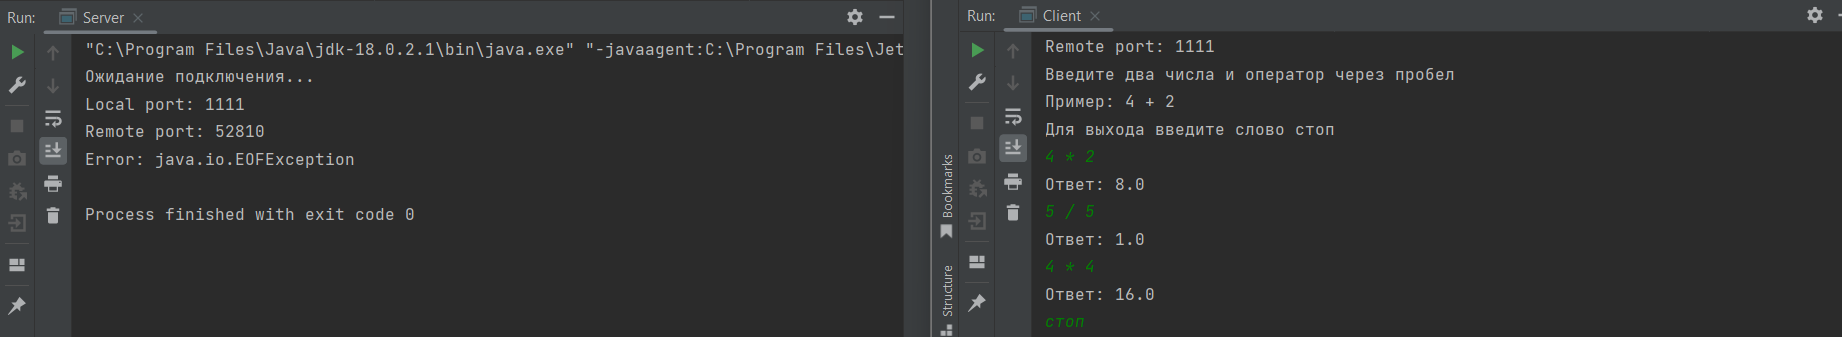 Run: Server
"C:\Program Files\Java\jdk-18.0.2.1\bin\java.exe" "-javaagent:C:\Program Files\Jet
Ожидание подключения...
Local port: 1111
Remote port: 52810
Error: java.io.EOFException
Process finished with exit code 0
Bookmarks
Structure
Run: Client
Remote port: 1111
Введите два числа и оператор через пробел
Пример: 4 + 2
Для выхода введите слово стоп
4 * 2
Ответ: 8.0
5 / 5
Ответ: 1.0
4 * 4
Ответ: 16.0
стоп